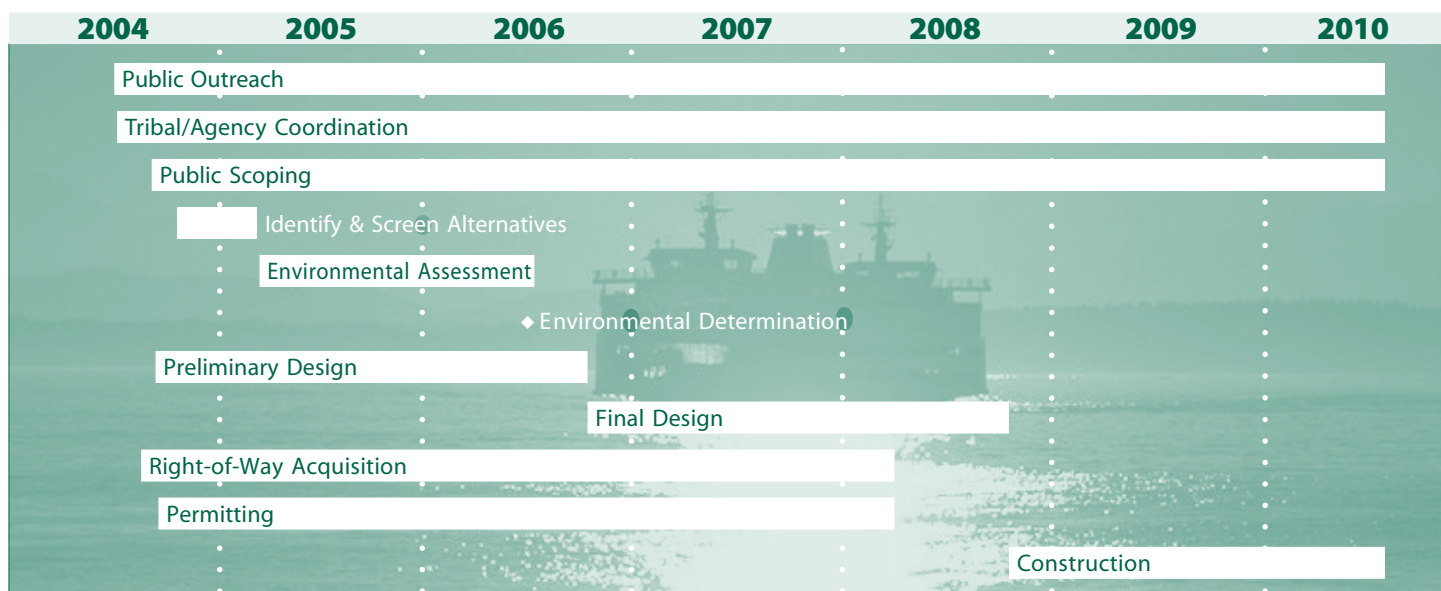 2004 2005 2006 2007 2008 2009 2010
Public Outreach
Tribal/Agency Coordination
Public Scoping
Identify & Screen Alternatives
Environmental Assessment
Environmental Determination
Preliminary Design
Final Design
Right-of-Way Acquisition
Permitting
Construction